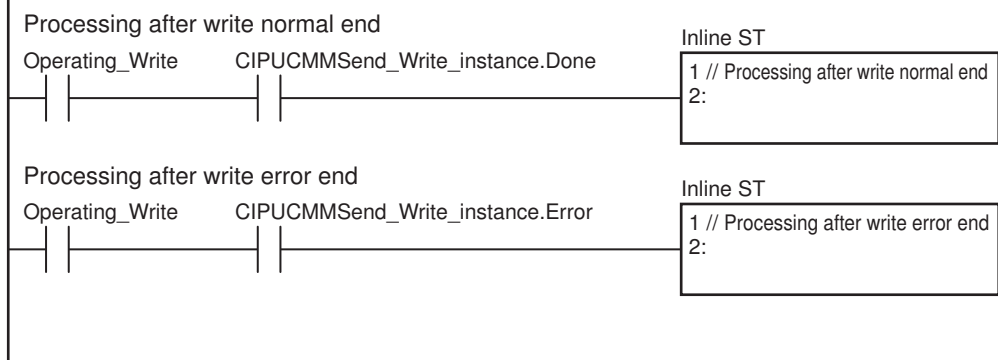 Processing after write normal end
Inline ST
Operating_Write CIPUCMMSend_Write_instance.Done
1 // Processing after write normal end
2:
Processing after write error end
Inline ST
Operating_Write CIPUCMMSend_Write_instance.Error
1 // Processing after write error end
2: